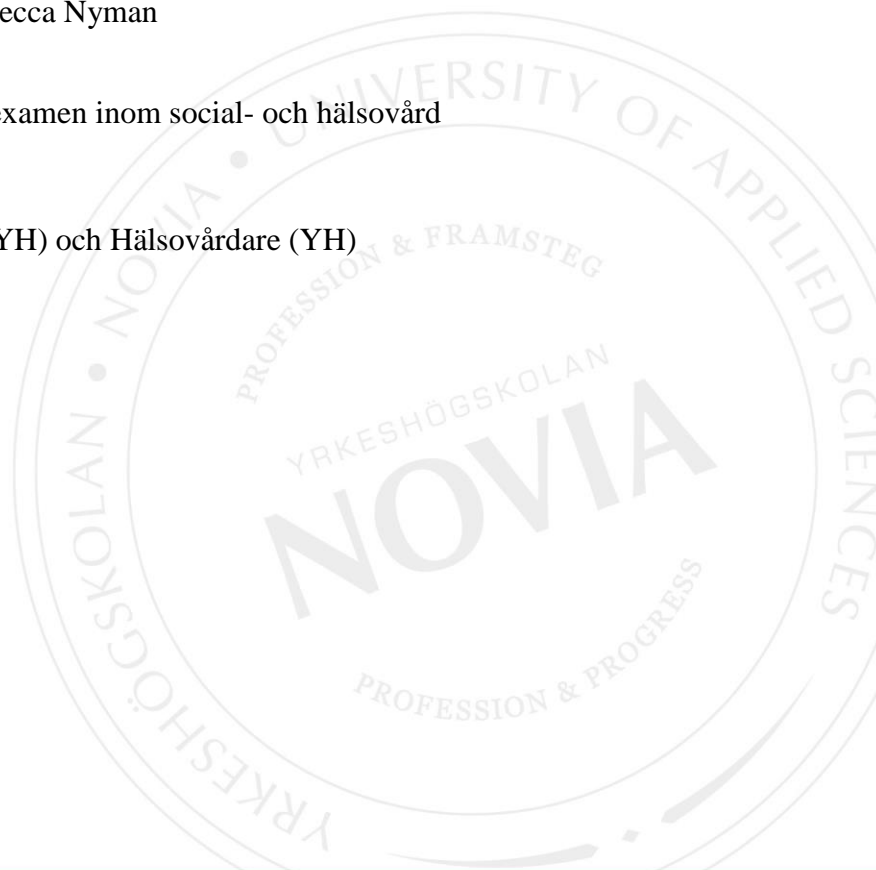 ecca Nyman
examen inom social- och hälsovård
YH) och Hälsovårdare (YH)
YRKESHÖGSKOLAN • NOVIA • UNIVERSITY OF APPLIED SCIENCES
PROFESSION & FRAMSTEG
YRKESHÖGSKOLAN
NOVIA
PROFESSION & PROGRESS